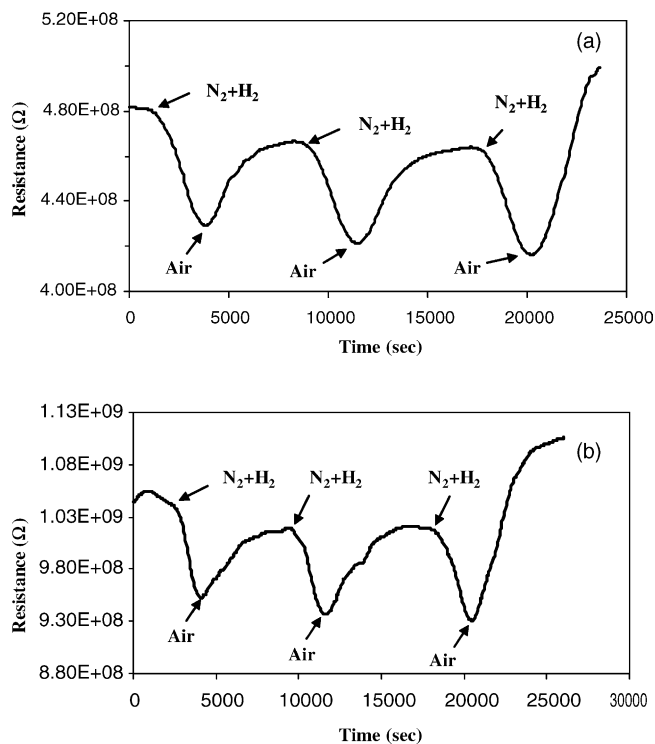 5.20E+08
(a)
N₂+H₂
4.80E+08
N₂+H₂
N₂+H₂
Resistance (Ω)
4.40E+08
Air
Air
Air
4.00E+08
0 5000 10000 15000 20000 25000
Time (sec)
1.13E+09
(b)
1.08E+09
N₂+H₂ N₂+H₂ N₂+H₂
1.03E+09
Resistance (Ω)
9.80E+08
9.30E+08
Air
Air
Air
8.80E+08
0 5000 10000 15000 20000 25000 30000
Time (sec)